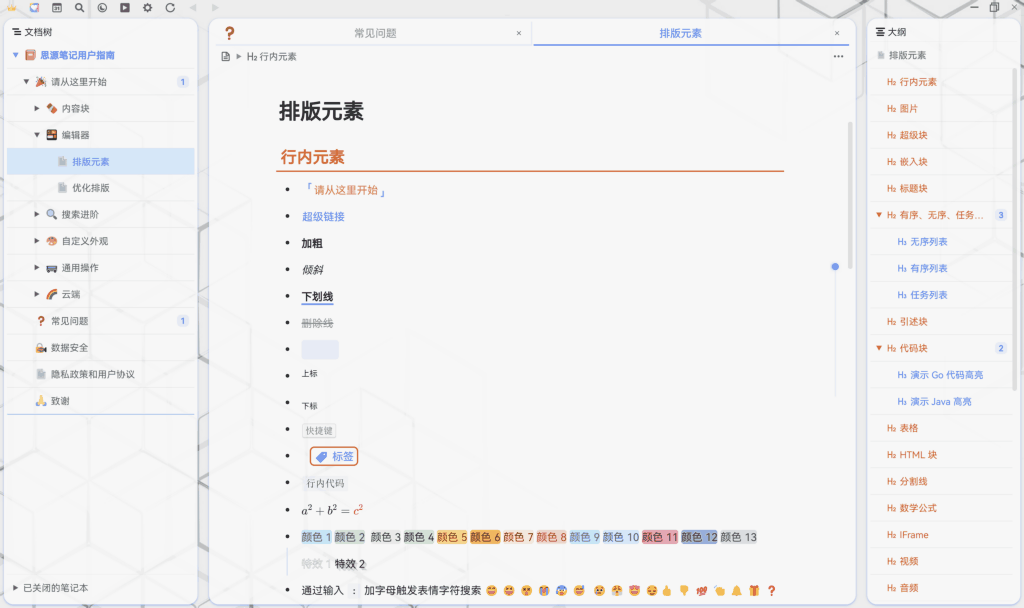 文档树
思源笔记用户指南
请从这里开始 1
内容块
编辑器
排版元素
优化排版
搜索进阶
自定义外观
通用操作
云端
常见问题 1
数据安全
隐私政策和用户协议
致谢
已关闭的笔记本
常见问题 ×
排版元素 ×
H₂ 行内元素
排版元素
行内元素
「请从这里开始」
超级链接
加粗
倾斜
下划线
删除线
上标
下标
快捷键
标签
行内代码
a² + b² = c²
颜色 1 颜色 2 颜色 3 颜色 4 颜色 5 颜色 6 颜色 7 颜色 8 颜色 9 颜色 10 颜色 11 颜色 12 颜色 13
特效 1 特效 2
通过输入 : 加字母触发表情字符搜索
大纲
排版元素
H₂ 行内元素
H₂ 图片
H₂ 超级块
H₂ 嵌入块
H₂ 标题块
H₂ 有序、无序、任务... 3
H₃ 无序列表
H₃ 有序列表
H₃ 任务列表
H₂ 引述块
H₂ 代码块 2
H₃ 演示 Go 代码高亮
H₃ 演示 Java 高亮
H₂ 表格
H₂ HTML 块
H₂ 分割线
H₂ 数学公式
H₂ IFrame
H₂ 视频
H₂ 音频